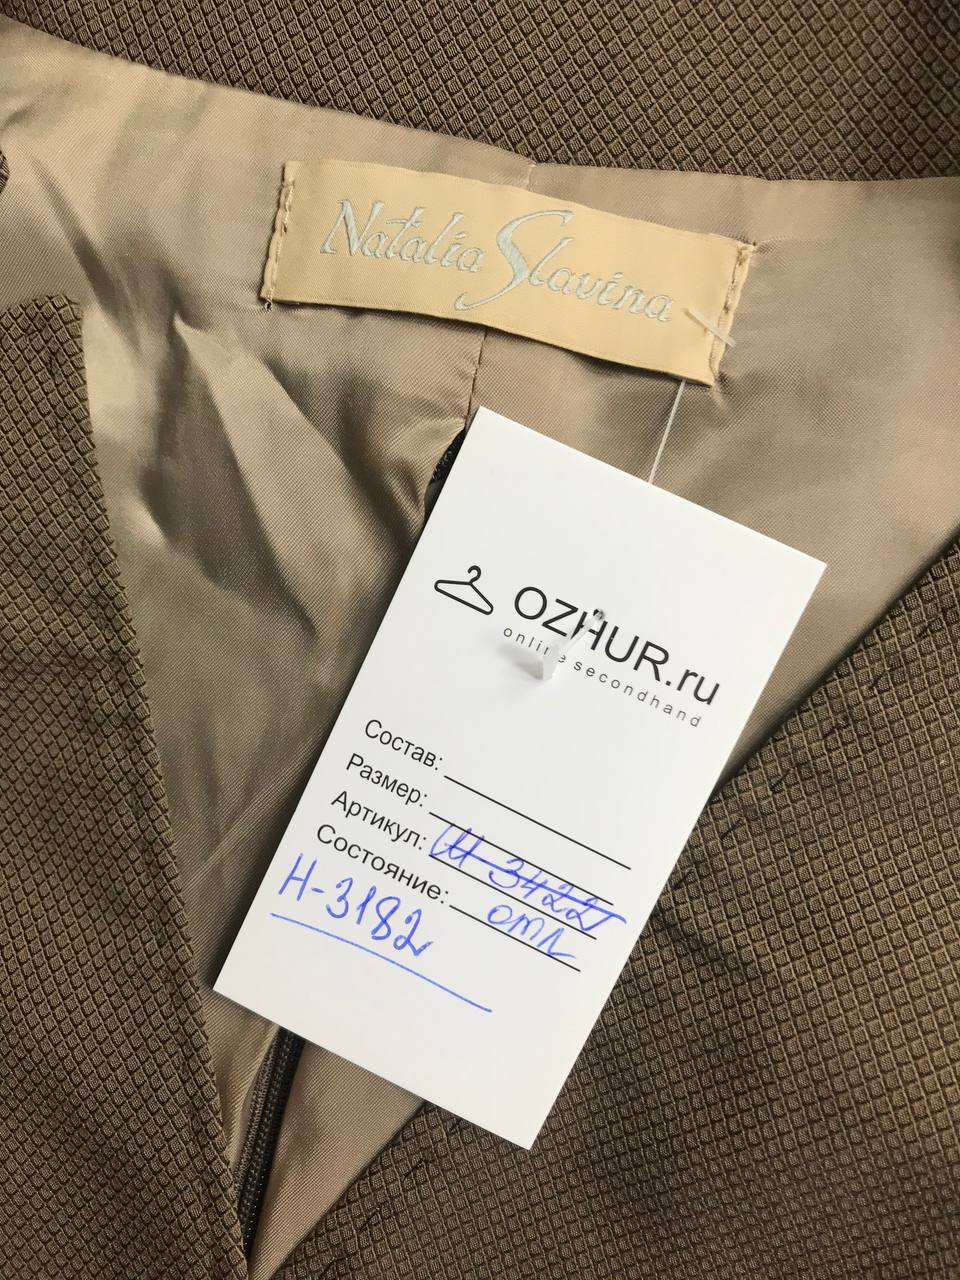 Natalia Slavina
OZHUR.ru
online secondhand
Состав:
Размер:
Артикул: И 3422
Состояние: отл
Н-3182